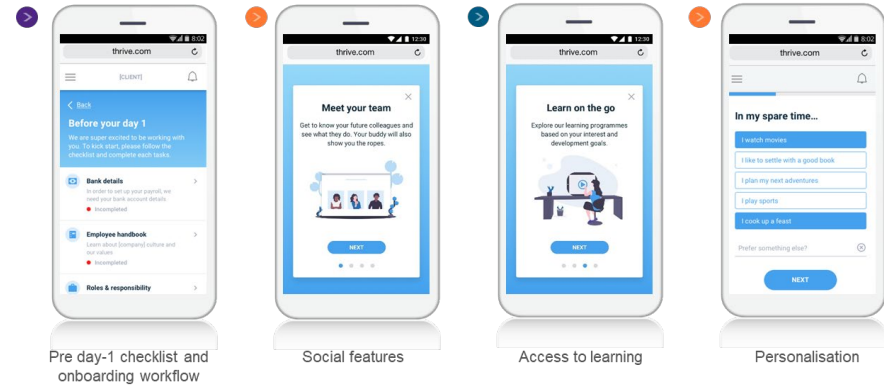 8:02
thrive.com
[CLIENT]
Back
Before your day 1
We are super excited to be working with
you. To kick start, please follow the
checklist and complete each tasks.
Bank details
In order to set up your payroll, we
need your bank account details
Incompleted
Employee handbook
Learn about [company] culture and
our values
Incompleted
Roles & responsibility
Pre day-1 checklist and
onboarding workflow
12:30
thrive.com
Meet your team
Get to know your future colleagues and
see what they do. Your buddy will also
show you the ropes.
NEXT
Social features
12:30
thrive.com
Learn on the go
Explore our learning programmes
based on your interest and
development goals.
NEXT
Access to learning
8:02
thrive.com
In my spare time...
I watch movies
I like to settle with a good book
I plan my next adventures
I play sports
I cook up a feast
Prefer something else?
NEXT
Personalisation